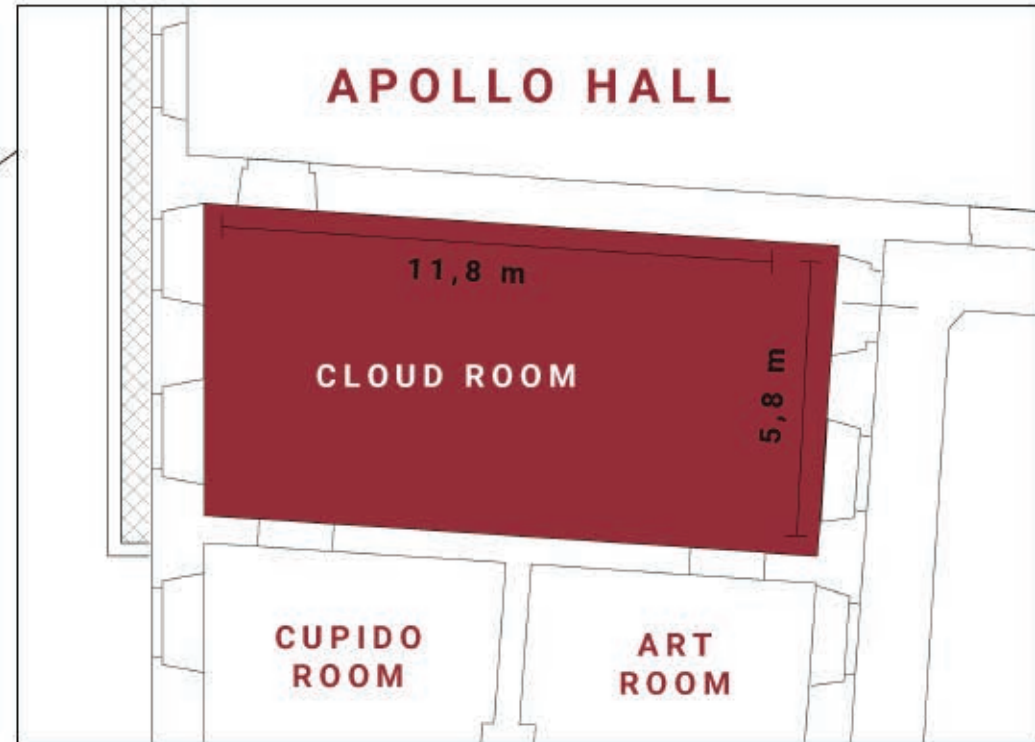 APOLLO HALL
11,8 m
CLOUD ROOM
5,8 m
CUPIDO
ROOM
ART
ROOM